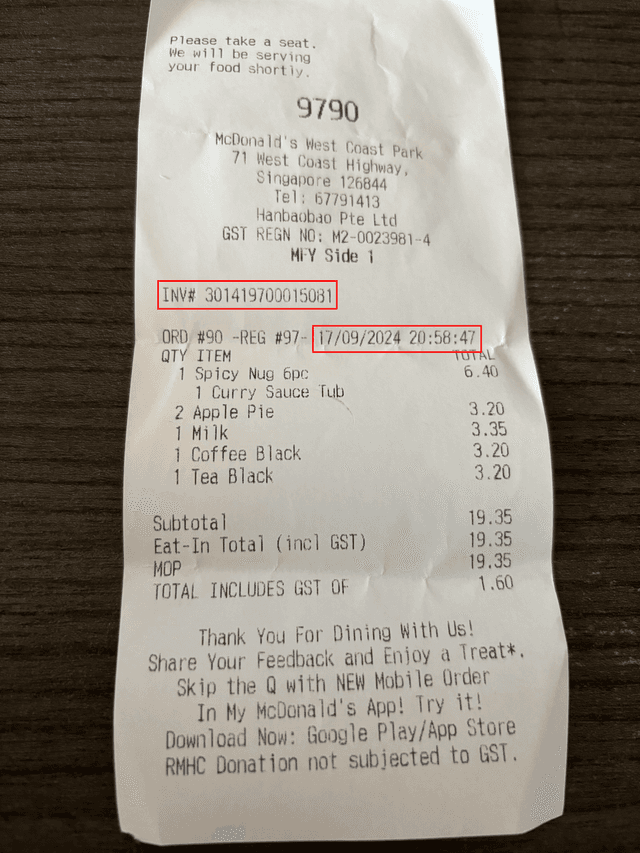 Please take a seat.
We will be serving
your food shortly.
9790
McDonald's West Coast Park
71 West Coast Highway,
Singapore 126844
Tel: 67791413
Hanbaobao Pte Ltd
GST REGN NO: M2-0023981-4
MFY Side 1
INV# 301419700015081
ORD #90 -REG #97- 17/09/2024 20:58:47
QTY ITEM TOTAL
1 Spicy Nug 6pc 6.40
1 Curry Sauce Tub
2 Apple Pie 3.20
1 Milk 3.35
1 Coffee Black 3.20
1 Tea Black 3.20
Subtotal 19.35
Eat-In Total (incl GST) 19.35
MOP 19.35
TOTAL INCLUDES GST OF 1.60
Thank You For Dining With Us!
Share Your Feedback and Enjoy a Treat*.
Skip the Q with NEW Mobile Order
In My McDonald's App! Try it!
Download Now: Google Play/App Store
RMHC Donation not subjected to GST.